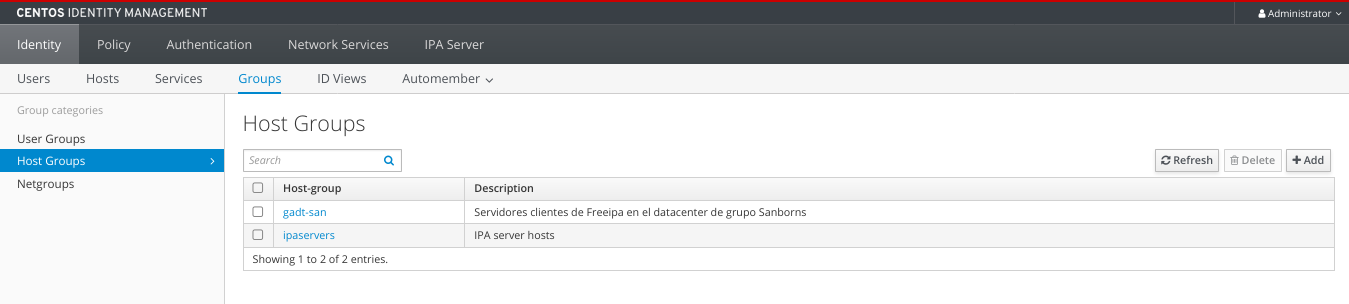 CENTOS IDENTITY MANAGEMENT
Administrator
Identity Policy Authentication Network Services IPA Server
Users Hosts Services Groups ID Views Automember
Group categories
User Groups
Host Groups
Netgroups
Host Groups
Search
Refresh Delete Add
Host-group Description
gadt-san Servidores clientes de Freeipa en el datacenter de grupo Sanborns
ipaservers IPA server hosts
Showing 1 to 2 of 2 entries.